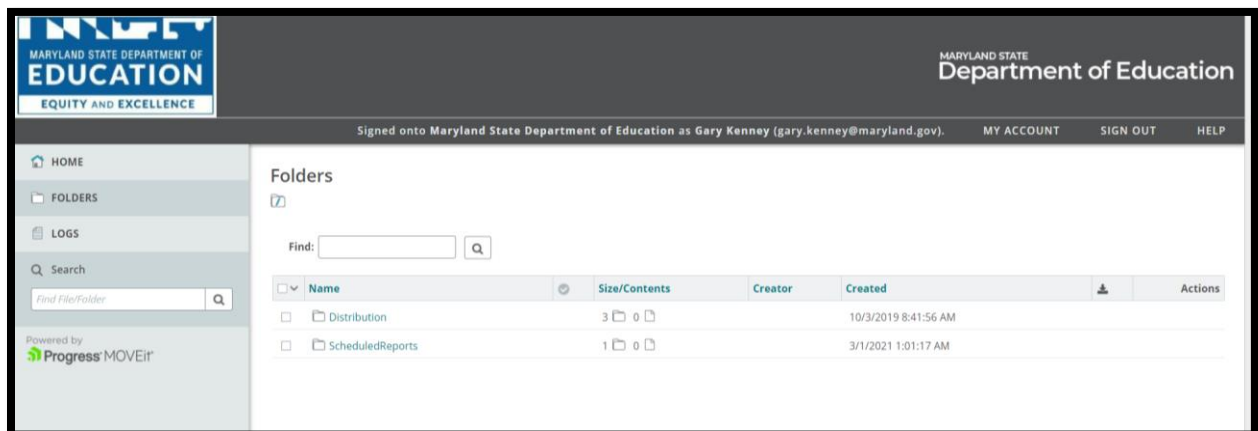 MARYLAND STATE DEPARTMENT OF
EDUCATION
EQUITY AND EXCELLENCE
MARYLAND STATE
Department of Education
Signed onto Maryland State Department of Education as Gary Kenney (gary.kenney@maryland.gov). MY ACCOUNT SIGN OUT HELP
HOME
FOLDERS
LOGS
Search
Find File/Folder
Powered by
Progress MOVEit
Folders
Find:
Name Size/Contents Creator Created Actions
Distribution 3 0 10/3/2019 8:41:56 AM
ScheduledReports 1 0 3/1/2021 1:01:17 AM